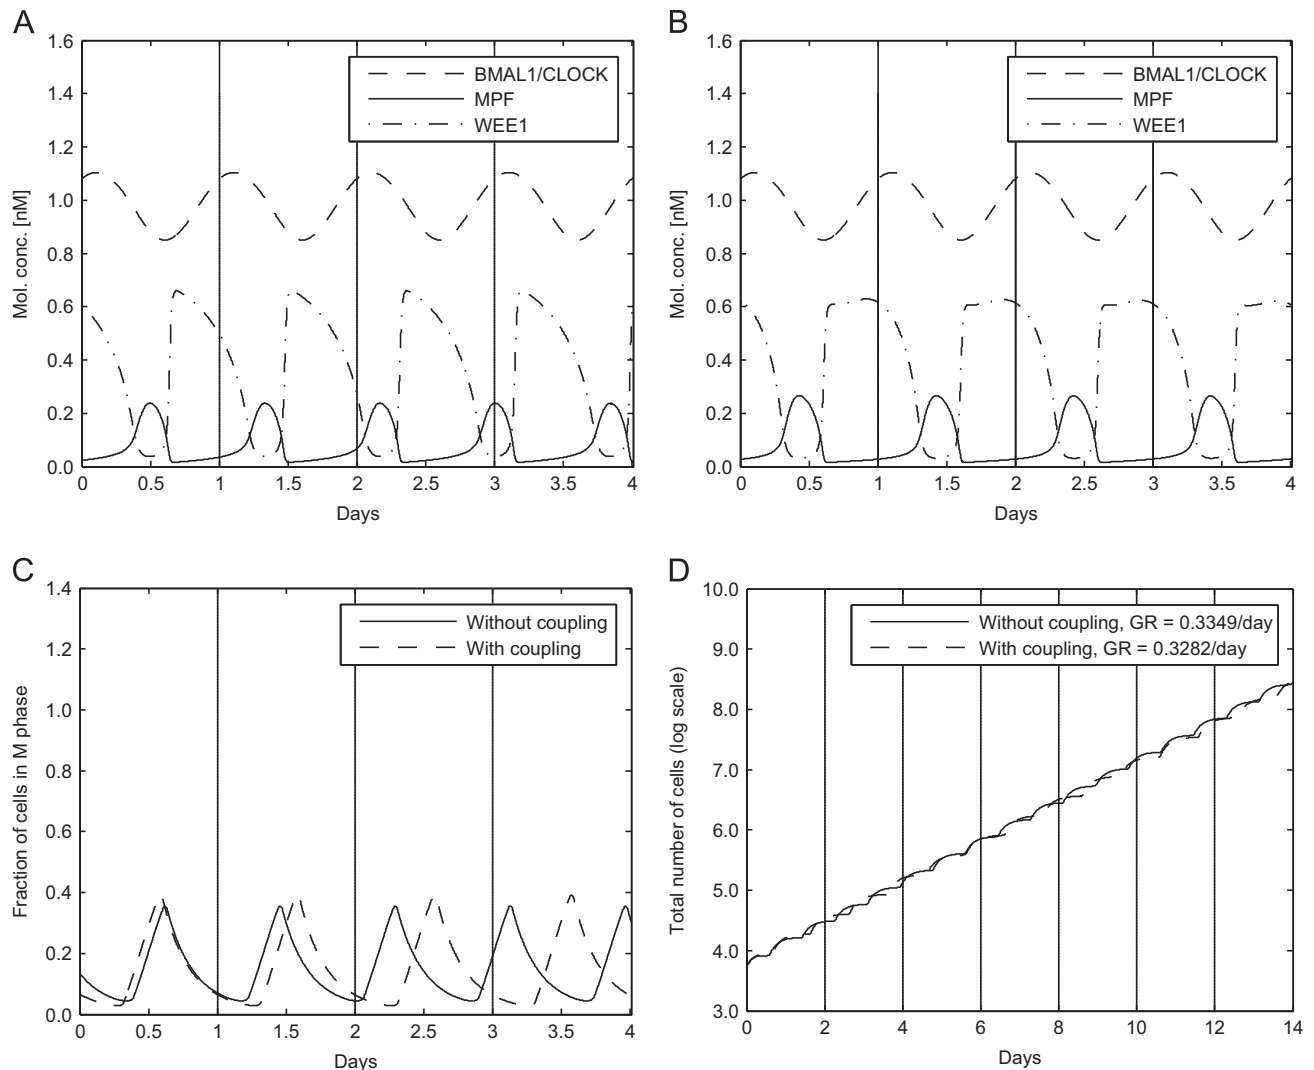 A
1.6
1.4
1.2
1.0
0.8
0.6
0.4
0.2
0.0
Mol. conc. [nM]
BMAL1/CLOCK
MPF
WEE1
0 0.5 1 1.5 2 2.5 3 3.5 4
Days
B
1.6
1.4
1.2
1.0
0.8
0.6
0.4
0.2
0.0
Mol. conc. [nM]
BMAL1/CLOCK
MPF
WEE1
0 0.5 1 1.5 2 2.5 3 3.5 4
Days
C
1.4
1.2
1.0
0.8
0.6
0.4
0.2
0.0
Fraction of cells in M phase
Without coupling
With coupling
0 0.5 1 1.5 2 2.5 3 3.5 4
Days
D
10.0
9.0
8.0
7.0
6.0
5.0
4.0
3.0
Total number of cells (log scale)
Without coupling, GR = 0.3349/day
With coupling, GR = 0.3282/day
0 2 4 6 8 10 12 14
Days